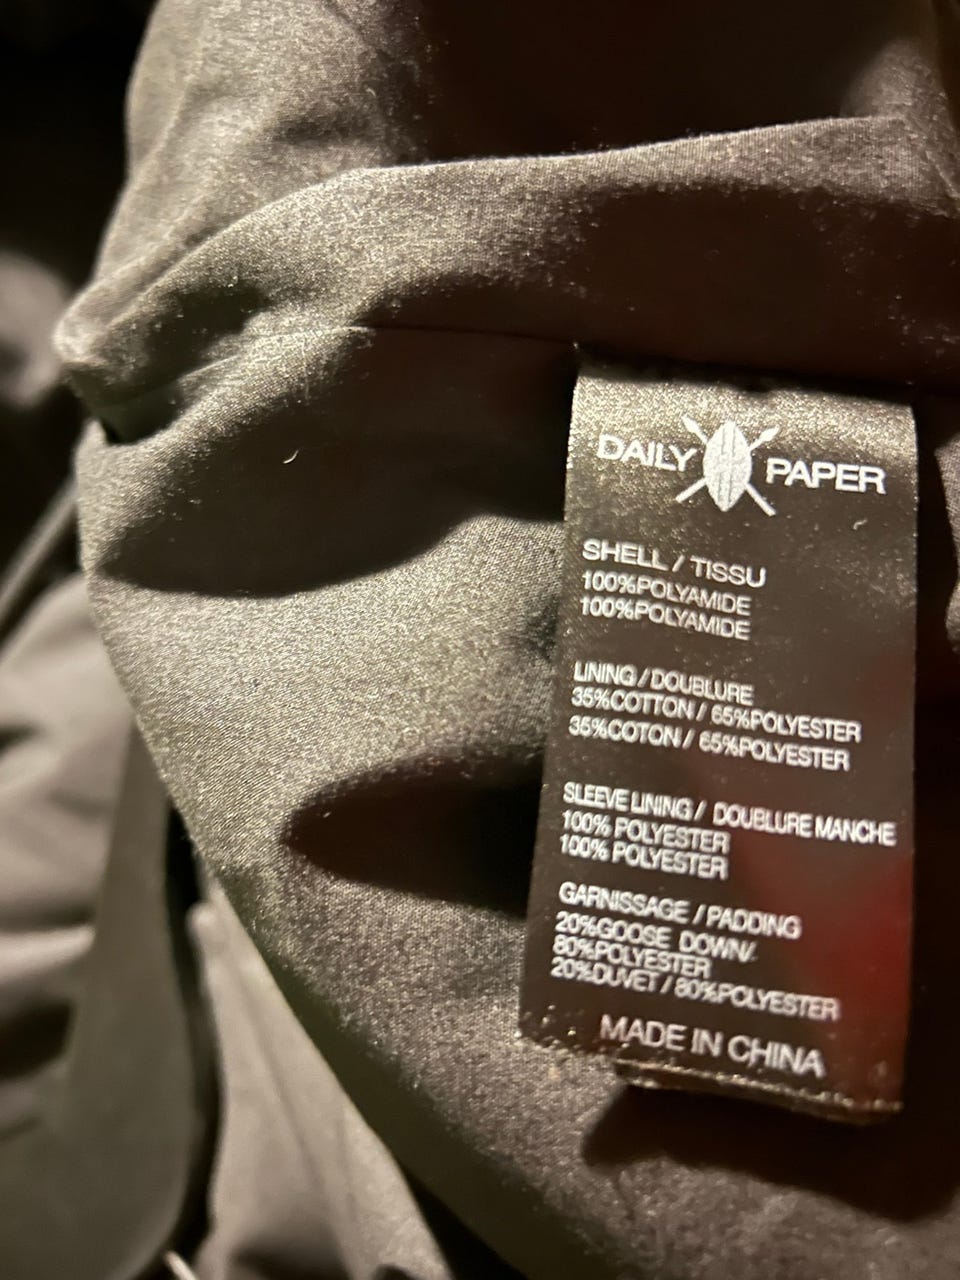 DAILY PAPER
SHELL / TISSU
100%POLYAMIDE
100%POLYAMIDE
LINING / DOUBLURE
35%COTTON / 65%POLYESTER
35%COTON / 65%POLYESTER
SLEEVE LINING / DOUBLURE MANCHE
100% POLYESTER
100% POLYESTER
GARNISSAGE / PADDING
20%GOOSE DOWN/
80%POLYESTER
20%DUVET / 80%POLYESTER
MADE IN CHINA